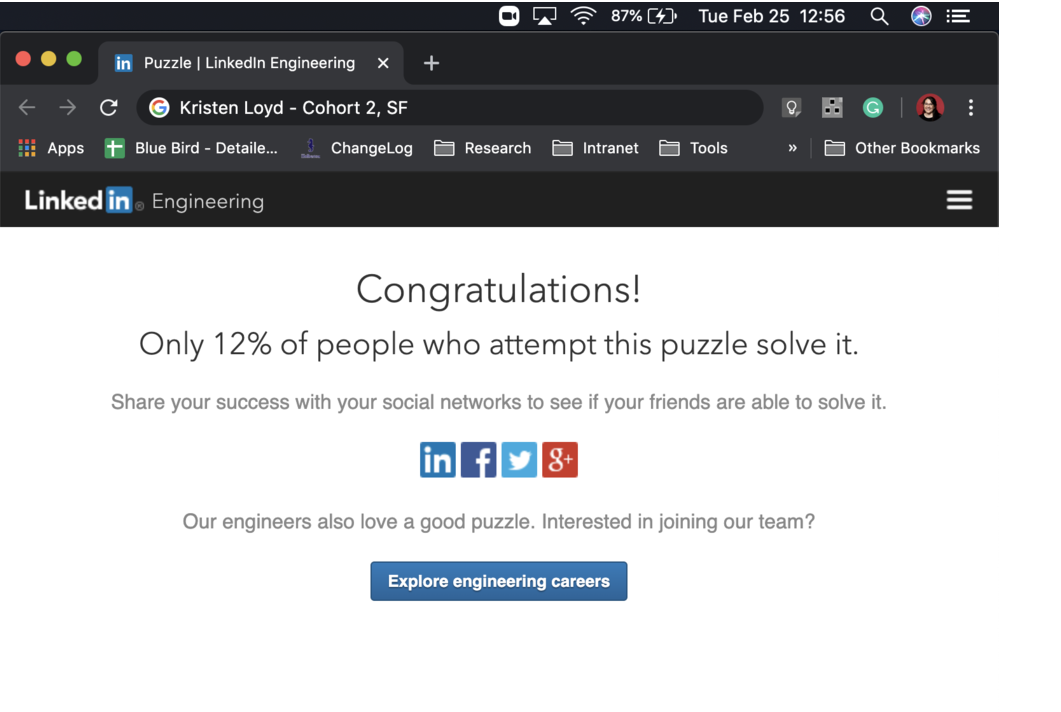 87% Tue Feb 25 12:56
in Puzzle | LinkedIn Engineering
G Kristen Loyd - Cohort 2, SF
Apps Blue Bird - Detaile... ChangeLog Research Intranet Tools » Other Bookmarks
Linked in ® Engineering
Congratulations!
Only 12% of people who attempt this puzzle solve it.
Share your success with your social networks to see if your friends are able to solve it.
in f g+
Our engineers also love a good puzzle. Interested in joining our team?
Explore engineering careers